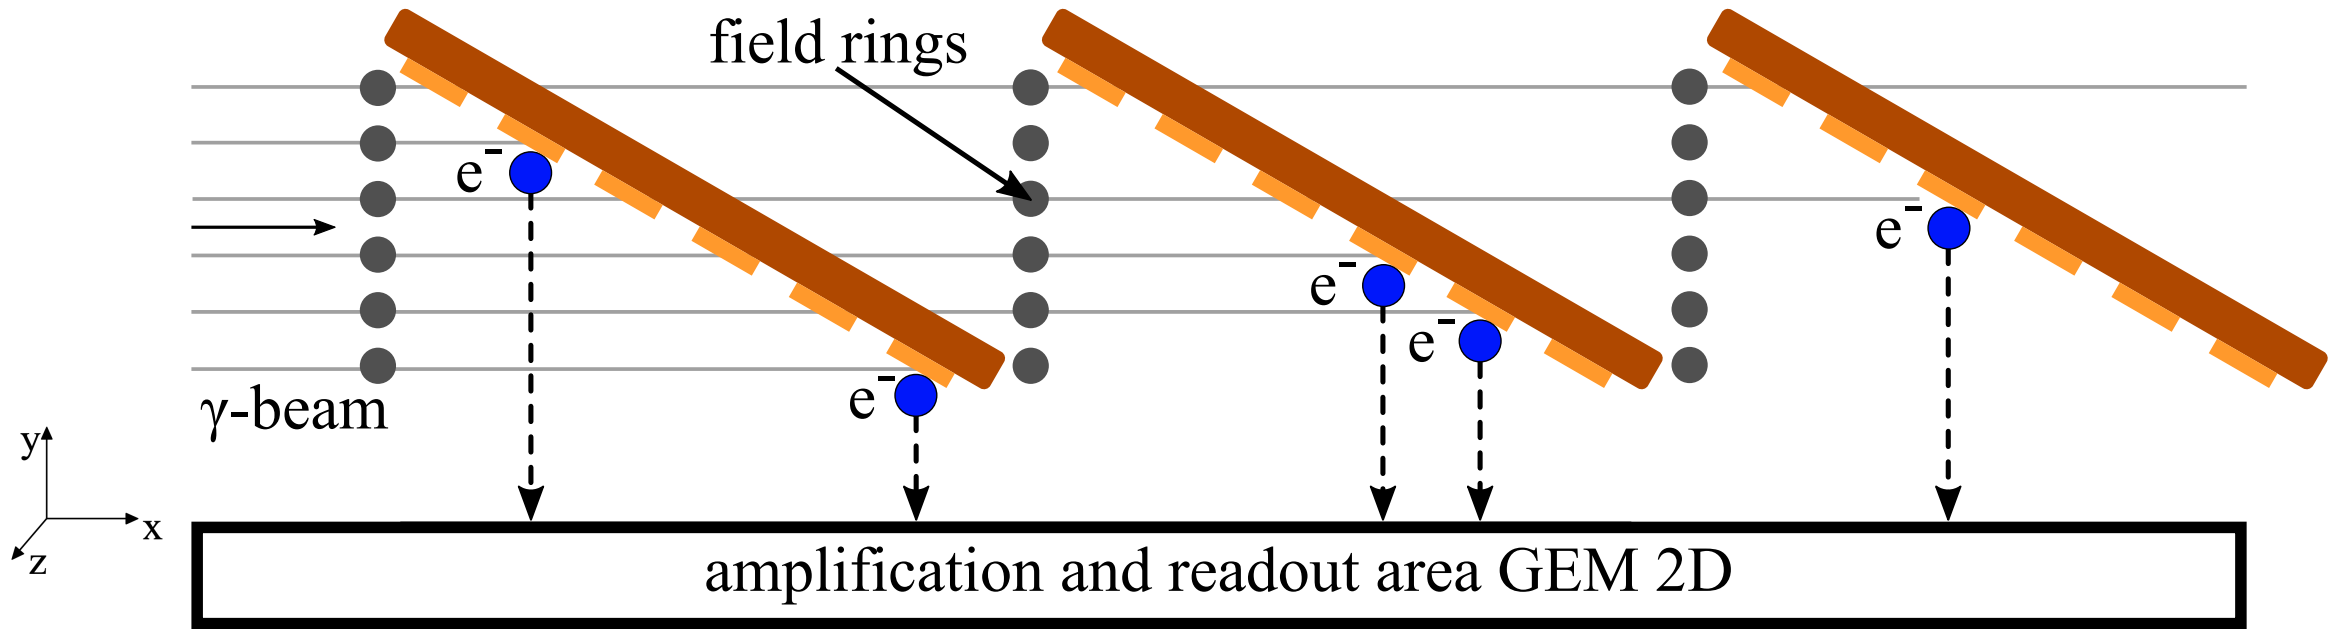 field rings
e⁻
e⁻
e⁻
e⁻
e⁻
γ-beam
y
x
z
amplification and readout area GEM 2D